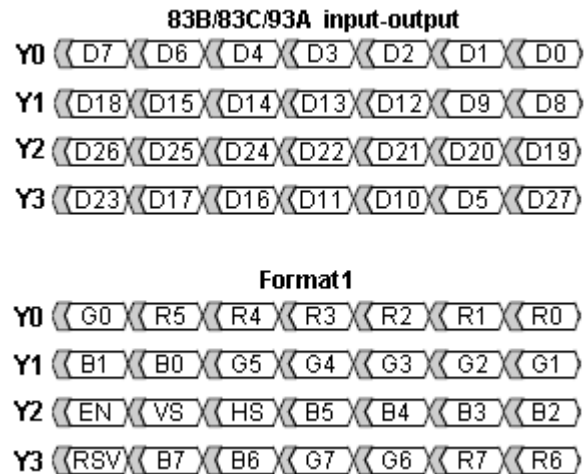 83B/83C/93A input-output
Y0 D7 D6 D4 D3 D2 D1 D0
Y1 D18 D15 D14 D13 D12 D9 D8
Y2 D26 D25 D24 D22 D21 D20 D19
Y3 D23 D17 D16 D11 D10 D5 D27
Format1
Y0 G0 R5 R4 R3 R2 R1 R0
Y1 B1 B0 G5 G4 G3 G2 G1
Y2 EN VS HS B5 B4 B3 B2
Y3 RSV B7 B6 G7 G6 R7 R6